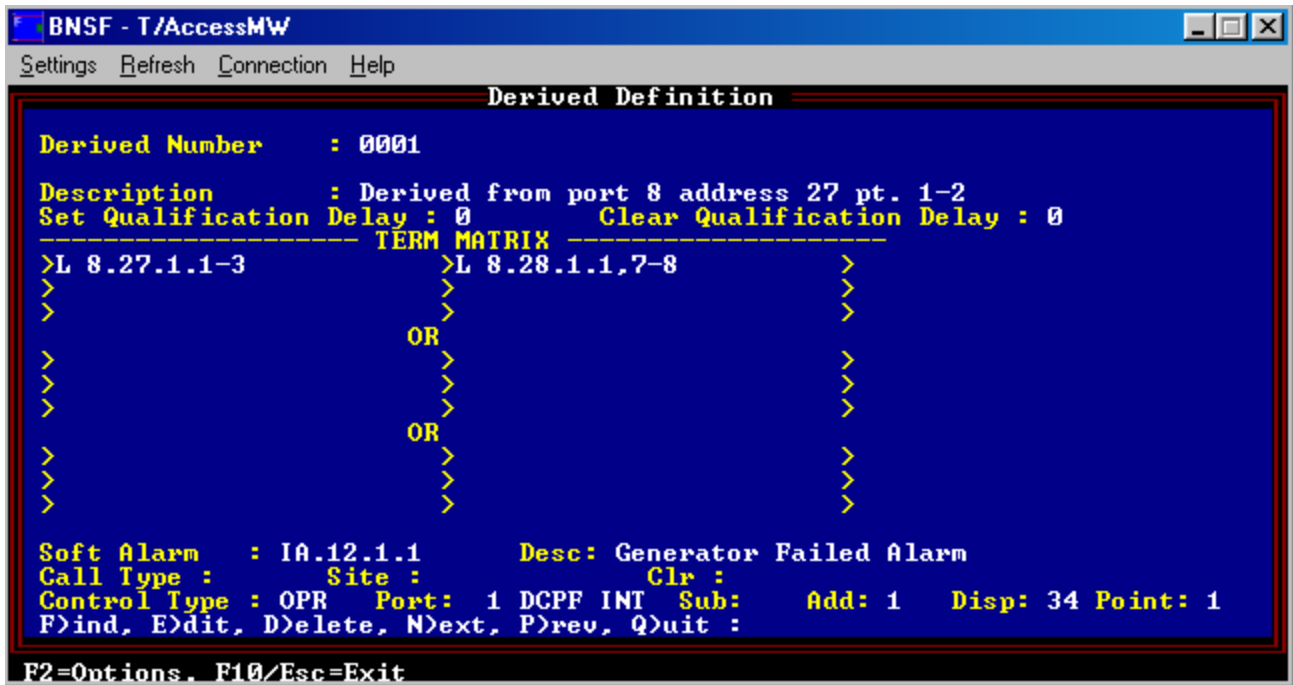 BNSF - T/AccessMW
Settings Refresh Connection Help
Derived Definition
Derived Number : 0001
Description : Derived from port 8 address 27 pt. 1-2
Set Qualification Delay : 0 Clear Qualification Delay : 0
-------------------- TERM MATRIX --------------------
>L 8.27.1.1-3 >L 8.28.1.1,7-8 >
> > >
> > >
OR
> > >
> > >
> > >
OR
> > >
> > >
> > >
Soft Alarm : IA.12.1.1 Desc: Generator Failed Alarm
Call Type : Site : Clr :
Control Type : OPR Port: 1 DCPF INT Sub: Add: 1 Disp: 34 Point: 1
F)ind, E)dit, D)elete, N)ext, P)rev, Q)uit :
F2=Options. F10/Esc=Exit